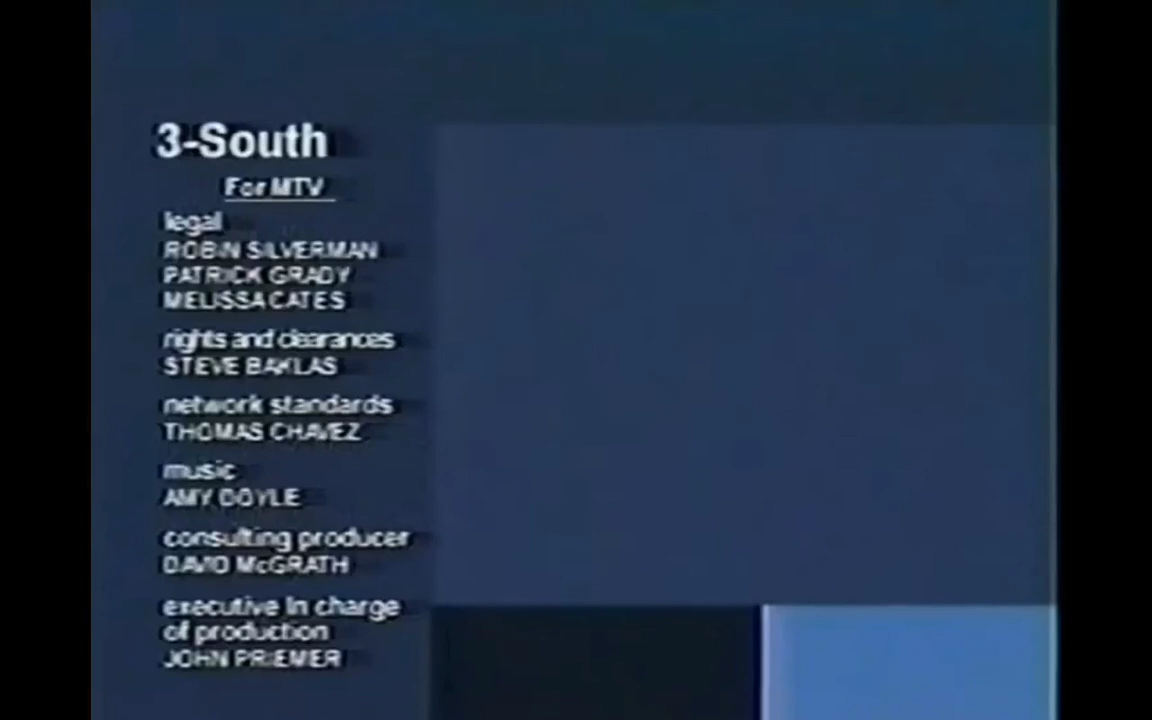 3-South
For MTV
legal
ROBIN SILVERMAN
PATRICK GRADY
MELISSA CATES
rights and clearances
STEVE BAKLAS
network standards
THOMAS CHAVEZ
music
AMY DOYLE
consulting producer
DAVID McGRATH
executive in charge
of production
JOHN PRIEMER